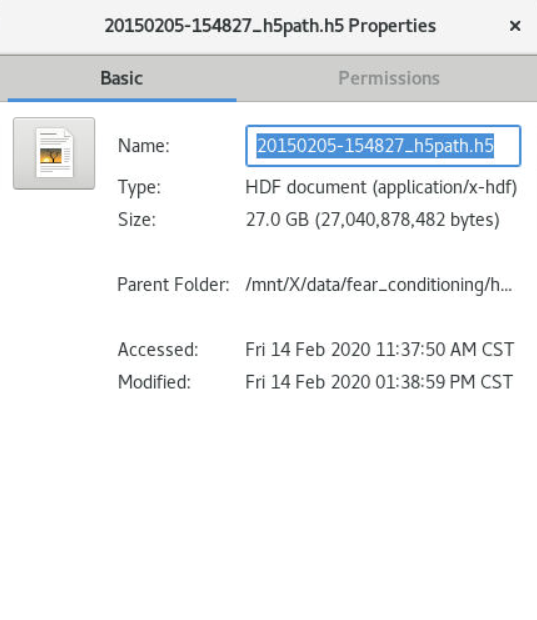 20150205-154827_h5path.h5 Properties ×
Basic Permissions
Name: 20150205-154827_h5path.h5
Type: HDF document (application/x-hdf)
Size: 27.0 GB (27,040,878,482 bytes)
Parent Folder: /mnt/X/data/fear_conditioning/h...
Accessed: Fri 14 Feb 2020 11:37:50 AM CST
Modified: Fri 14 Feb 2020 01:38:59 PM CST